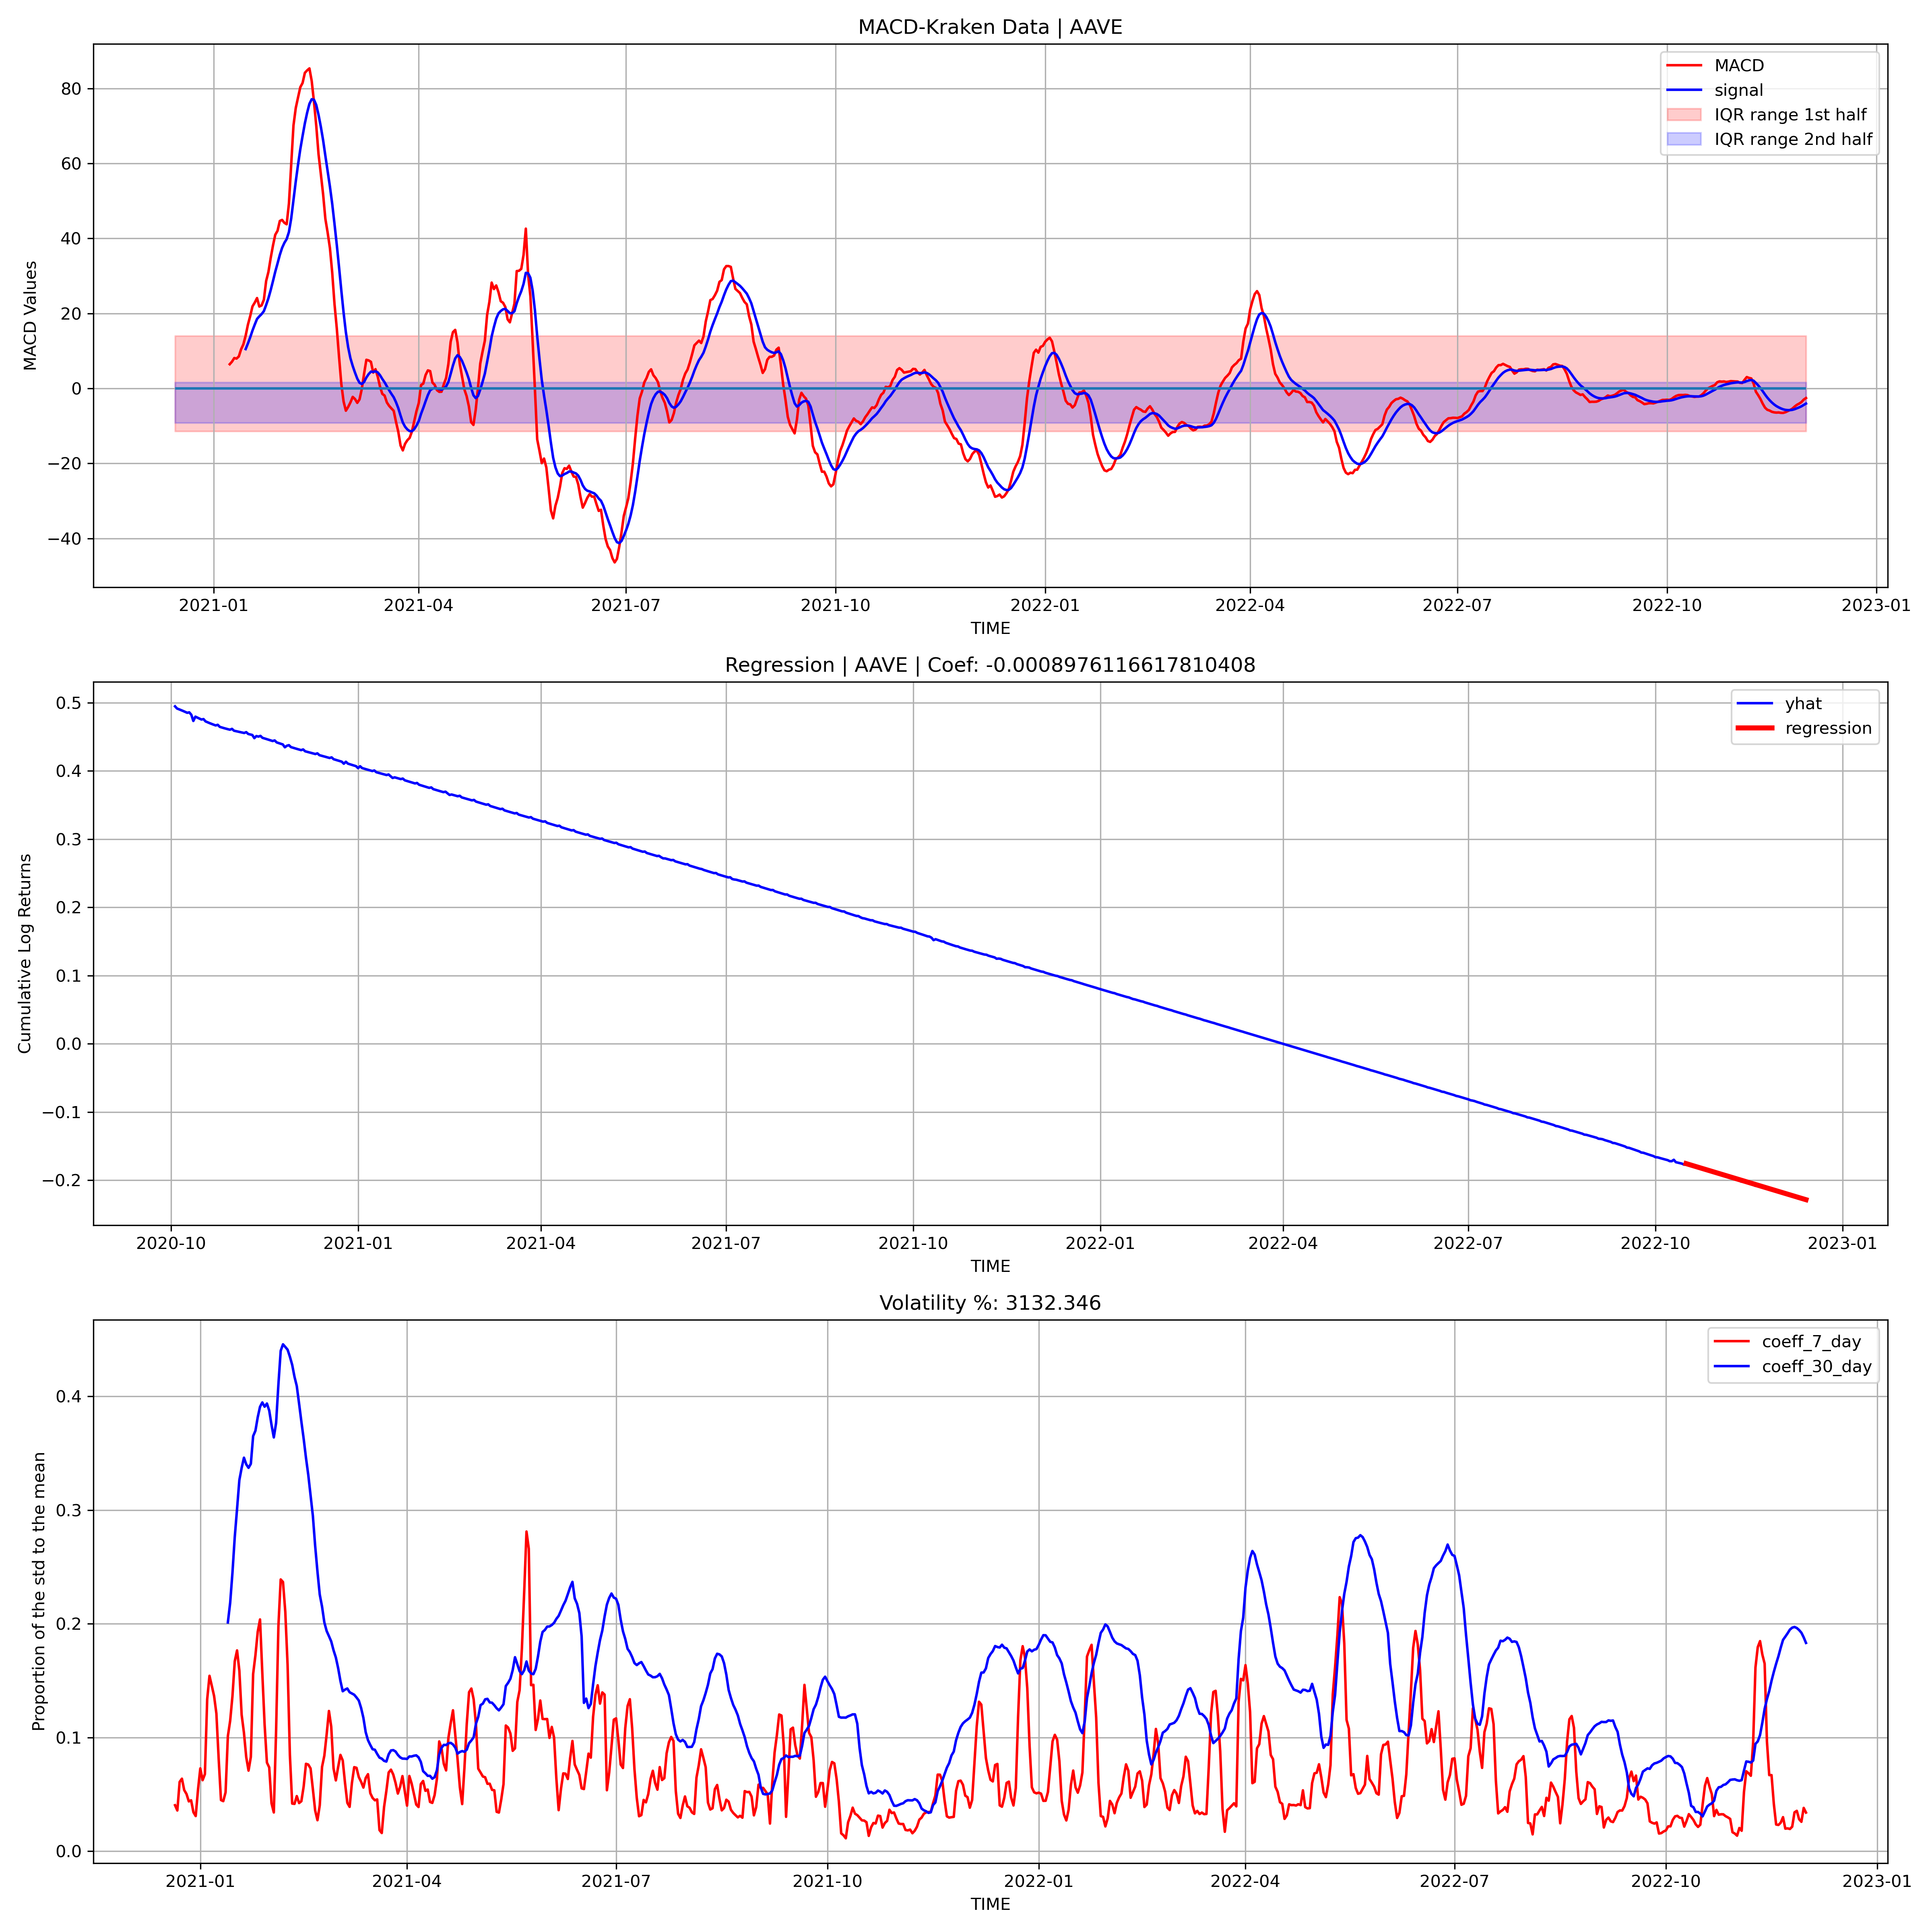 MACD-Kraken Data | AAVE
MACD
signal
IQR range 1st half
IQR range 2nd half
MACD Values
80
60
40
20
0
−20
−40
2021-01 2021-04 2021-07 2021-10 2022-01 2022-04 2022-07 2022-10 2023-01
TIME
Regression | AAVE | Coef: -0.0008976116617810408
yhat
regression
Cumulative Log Returns
0.5
0.4
0.3
0.2
0.1
0.0
−0.1
−0.2
2020-10 2021-01 2021-04 2021-07 2021-10 2022-01 2022-04 2022-07 2022-10 2023-01
TIME
Volatility %: 3132.346
coeff_7_day
coeff_30_day
Proportion of the std to the mean
0.4
0.3
0.2
0.1
0.0
2021-01 2021-04 2021-07 2021-10 2022-01 2022-04 2022-07 2022-10 2023-01
TIME